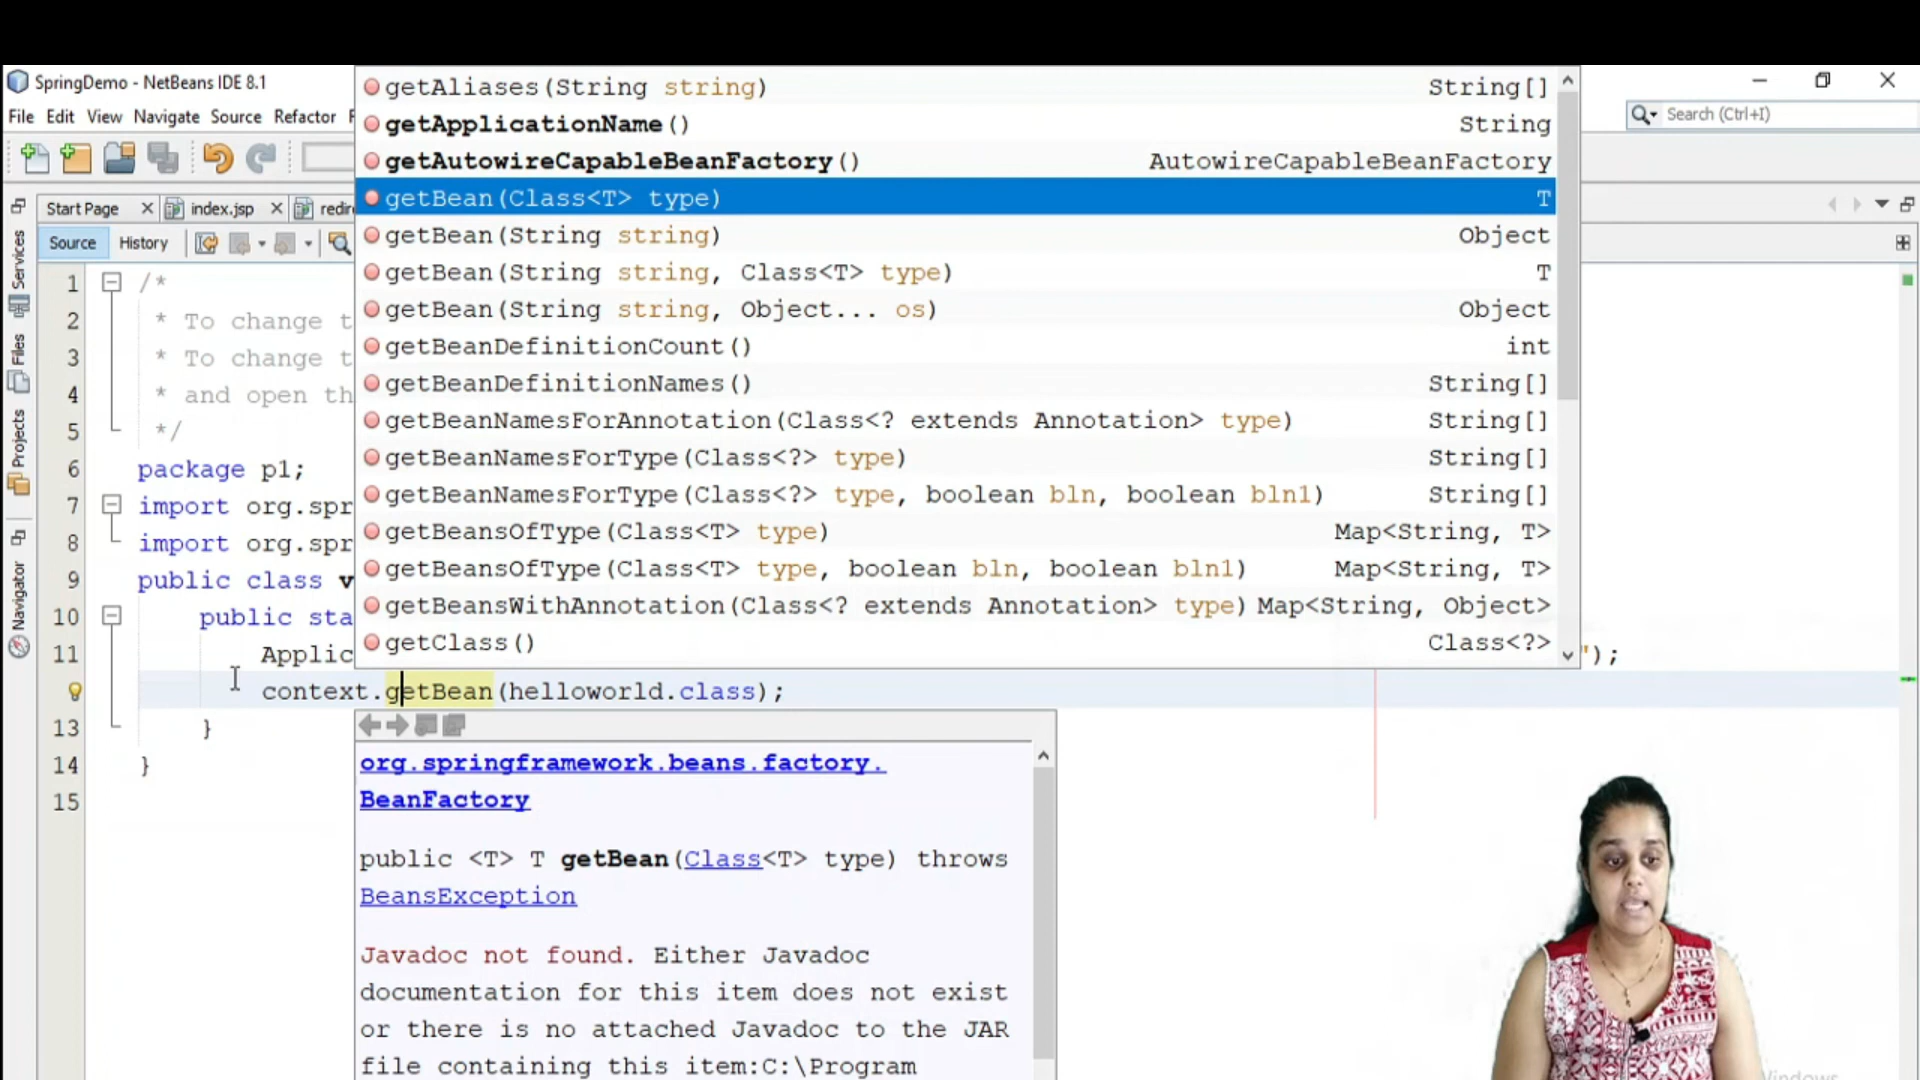 SpringDemo - NetBeans IDE 8.1
File Edit View Navigate Source Refactor
Search (Ctrl+I)
Start Page index.jsp
Source History
Services
Files
Projects
Navigator
getAliases(String string) String[]
getApplicationName() String
getAutowireCapableBeanFactory() AutowireCapableBeanFactory
getBean(Class<T> type) T
getBean(String string) Object
getBean(String string, Class<T> type) T
getBean(String string, Object... os) Object
getBeanDefinitionCount() int
getBeanDefinitionNames() String[]
getBeanNamesForAnnotation(Class<? extends Annotation> type) String[]
getBeanNamesForType(Class<?> type) String[]
getBeanNamesForType(Class<?> type, boolean bln, boolean bln1) String[]
getBeansOfType(Class<T> type) Map<String, T>
getBeansOfType(Class<T> type, boolean bln, boolean bln1) Map<String, T>
getBeansWithAnnotation(Class<? extends Annotation> type) Map<String, Object>
getClass() Class<?>
1 /*
2 * To change t
3 * To change t
4 * and open th
5 */
6 package p1;
7 import org.spr
8 import org.spr
9 public class v
10 public sta
11 Applic ");
context.getBean(helloworld.class);
13 }
14 }
15
org.springframework.beans.factory.
BeanFactory
public <T> T getBean(Class<T> type) throws
BeansException
Javadoc not found. Either Javadoc
documentation for this item does not exist
or there is no attached Javadoc to the JAR
file containing this item:C:\Program